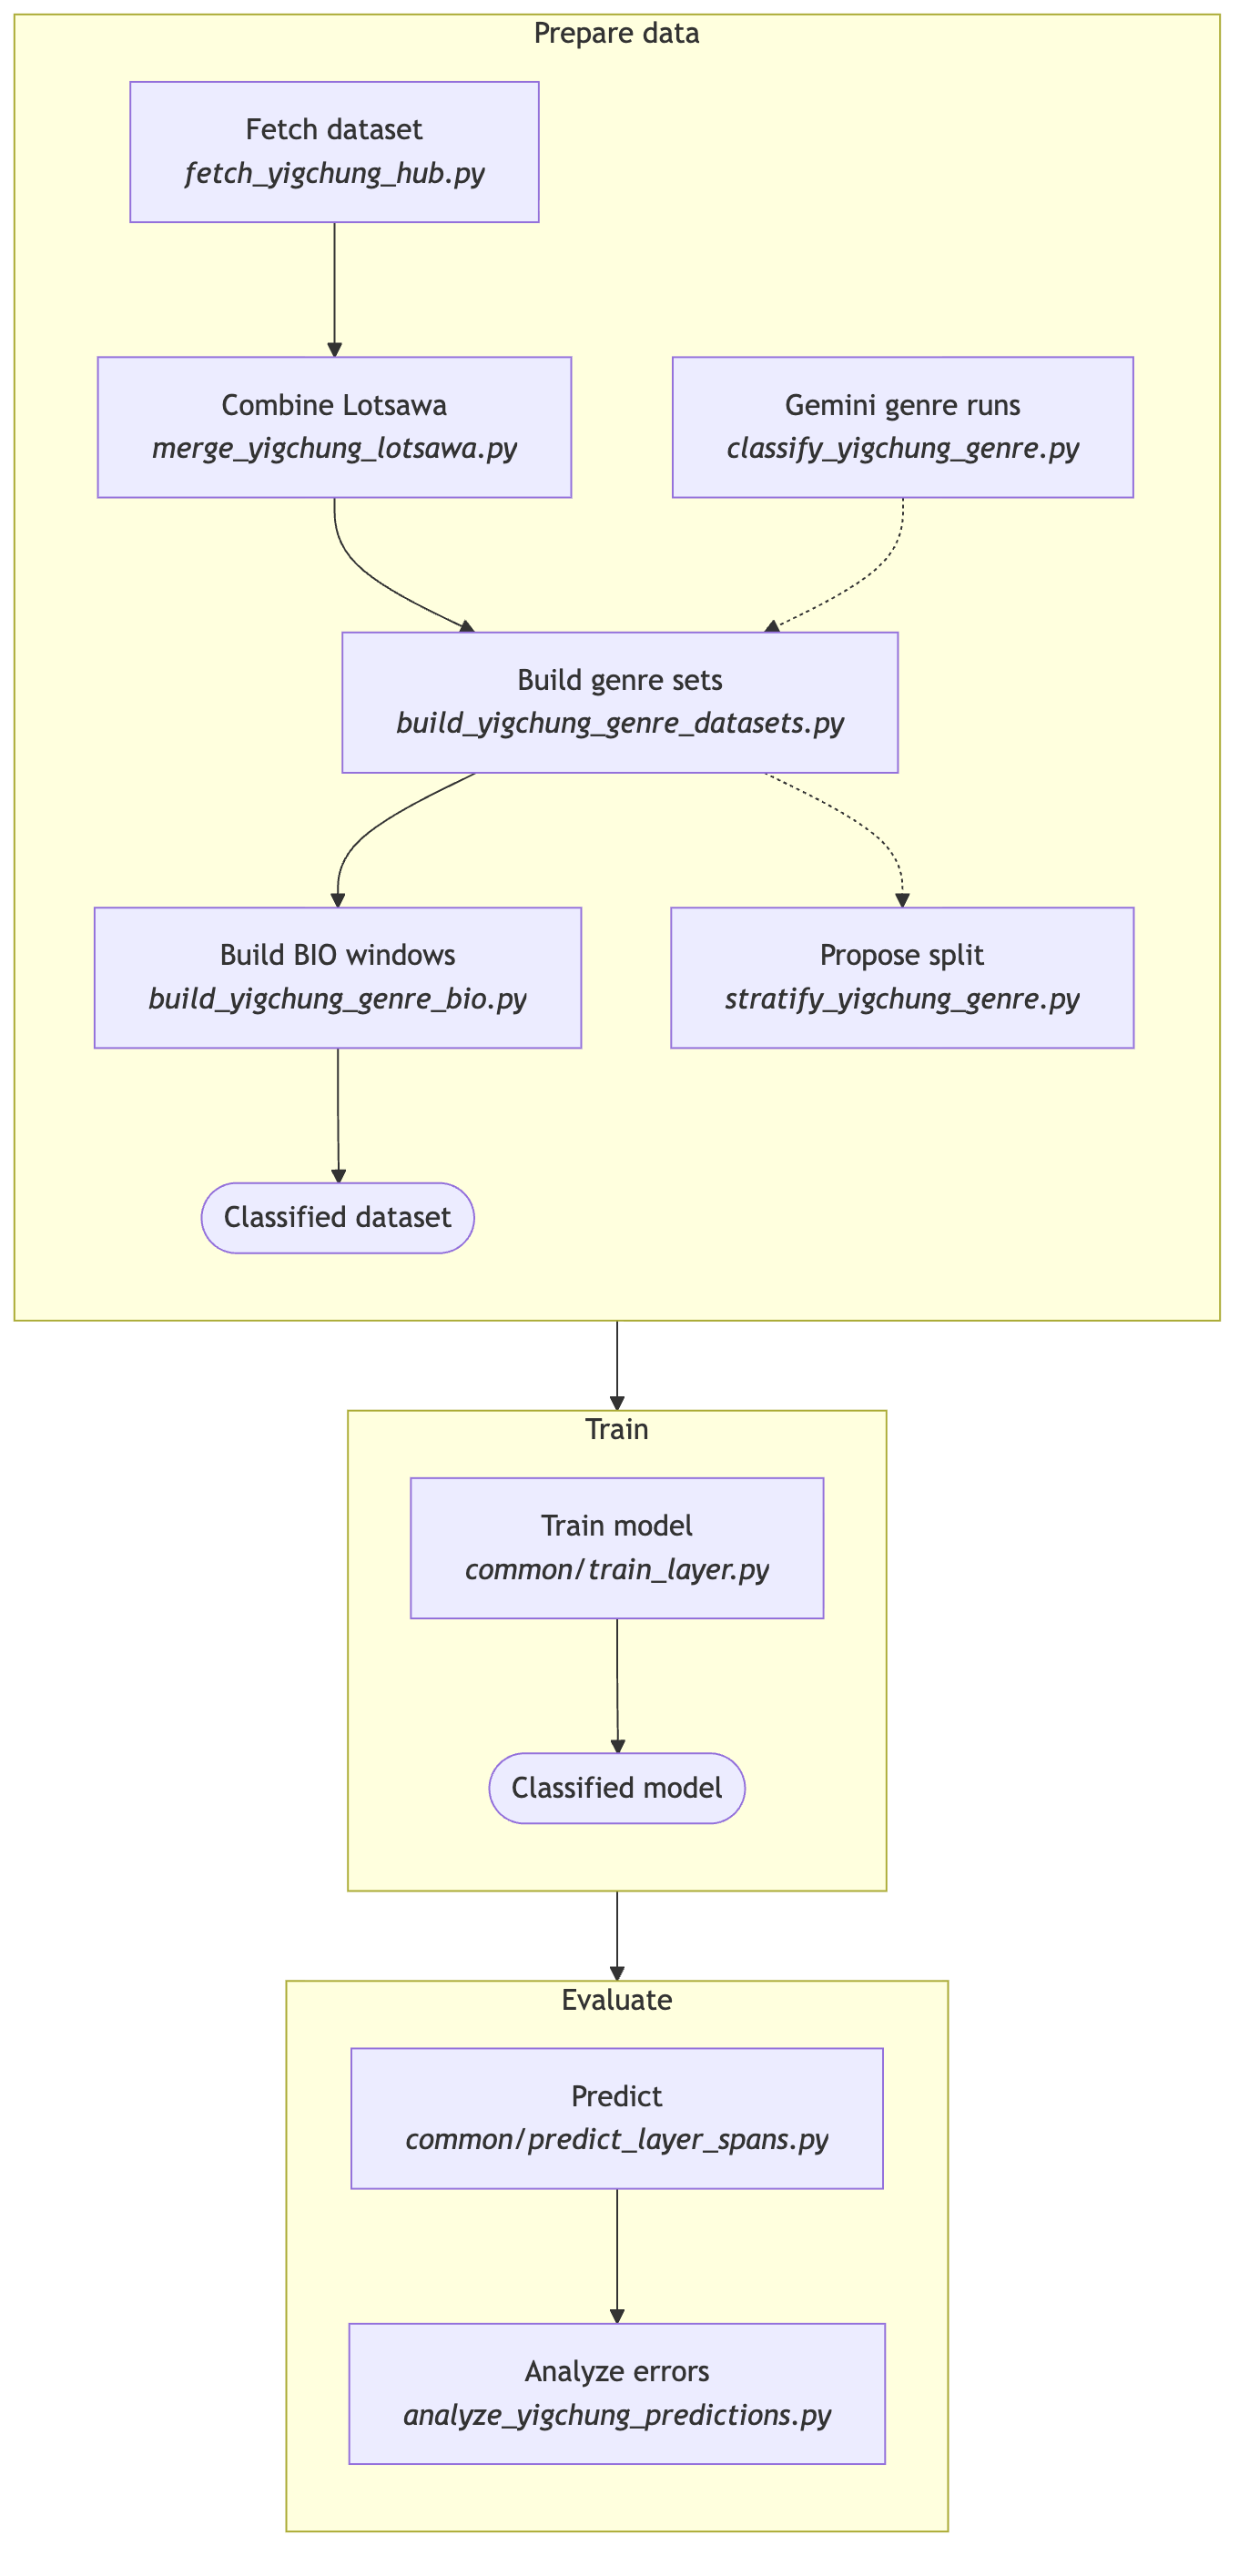 Prepare data
Fetch dataset
fetch_yigchung_hub.py
Combine Lotsawa
merge_yigchung_lotsawa.py
Gemini genre runs
classify_yigchung_genre.py
Build genre sets
build_yigchung_genre_datasets.py
Build BIO windows
build_yigchung_genre_bio.py
Propose split
stratify_yigchung_genre.py
Classified dataset
Train
Train model
common/train_layer.py
Classified model
Evaluate
Predict
common/predict_layer_spans.py
Analyze errors
analyze_yigchung_predictions.py